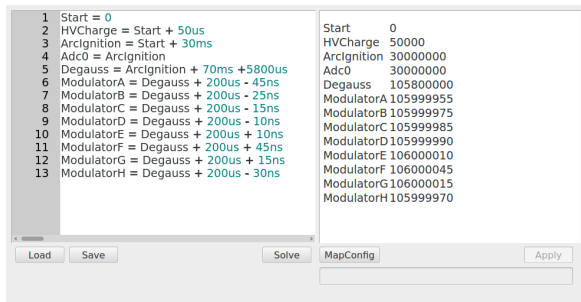 1 Start = 0
2 HVCharge = Start + 50us
3 ArcIgnition = Start + 30ms
4 Adc0 = ArcIgnition
5 Degauss = ArcIgnition + 70ms +5800us
6 ModulatorA = Degauss + 200us - 45ns
7 ModulatorB = Degauss + 200us - 25ns
8 ModulatorC = Degauss + 200us - 15ns
9 ModulatorD = Degauss + 200us - 10ns
10 ModulatorE = Degauss + 200us + 10ns
11 ModulatorF = Degauss + 200us + 45ns
12 ModulatorG = Degauss + 200us + 15ns
13 ModulatorH = Degauss + 200us - 30ns
Start 0
HVCharge 50000
ArcIgnition 30000000
Adc0 30000000
Degauss 105800000
ModulatorA 105999955
ModulatorB 105999975
ModulatorC 105999985
ModulatorD 105999990
ModulatorE 106000010
ModulatorF 106000045
ModulatorG 106000015
ModulatorH 105999970
Load Save Solve MapConfig Apply